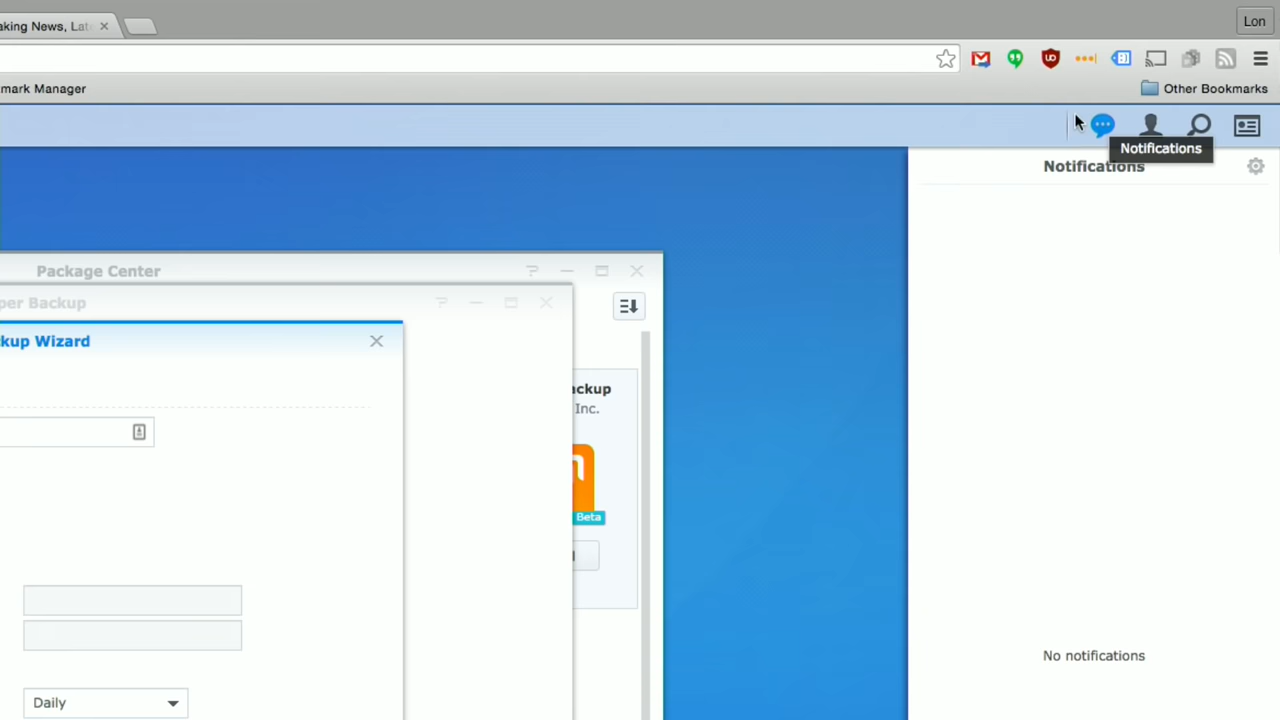 aking News, Lat
Lon
mark Manager
Other Bookmarks
Notifications
Notifications
Package Center
per Backup
kup Wizard
ackup
Inc.
Beta
No notifications
Daily